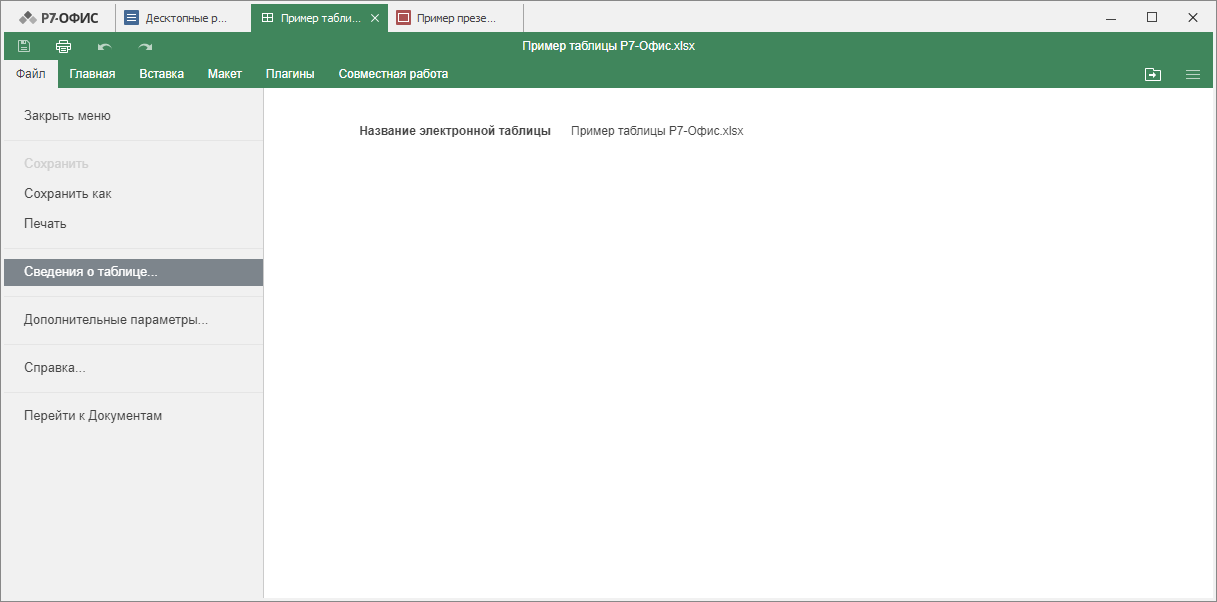 Р7-ОФИС Десктопные р... Пример табли... Пример презе...
Пример таблицы Р7-Офис.xlsx
Файл Главная Вставка Макет Плагины Совместная работа
Закрыть меню
Название электронной таблицы Пример таблицы Р7-Офис.xlsx
Сохранить
Сохранить как
Печать
Сведения о таблице...
Дополнительные параметры...
Справка...
Перейти к Документам